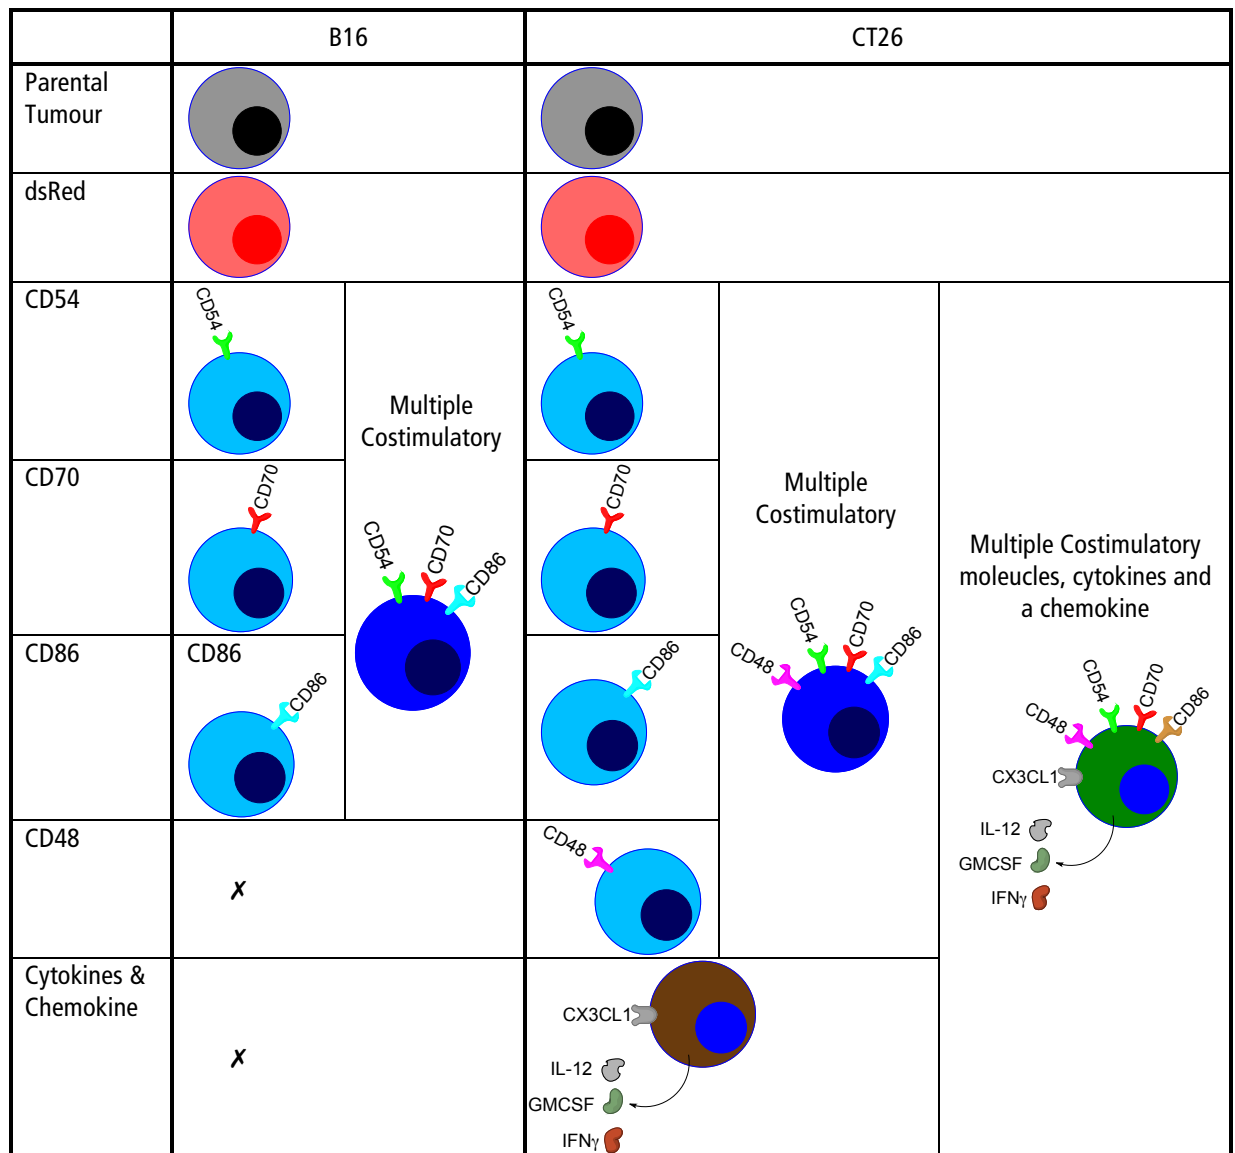 B16
CT26
Parental
Tumour
dsRed
CD54
CD54
CD54
Multiple
Costimulatory
CD70
CD70
CD70
Multiple
Costimulatory
CD54
CD70
CD86
Multiple Costimulatory
moleucles, cytokines and
a chemokine
CD86
CD86
CD86
CD86
CD48
CD54
CD70
CD86
CD48
CD54
CD70
CD86
CX3CL1
IL-12
GMCSF
IFNγ
CD48
✗
CD48
Cytokines &
Chemokine
✗
CX3CL1
IL-12
GMCSF
IFNγ